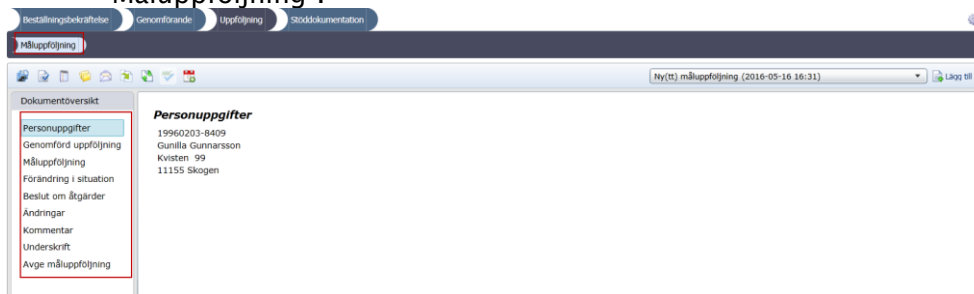 Måluppföljning".
Beställningsbekräftelse Genomförande Uppföljning Stöddokumentation
Måluppföljning
Ny(tt) måluppföljning (2016-05-16 16:31) Lägg till
Dokumentöversikt
Personuppgifter
Genomförd uppföljning
Måluppföljning
Förändring i situation
Beslut om åtgärder
Ändringar
Kommentar
Underskrift
Avge måluppföljning
Personuppgifter
19960203-8409
Gunilla Gunnarsson
Kvisten 99
11155 Skogen